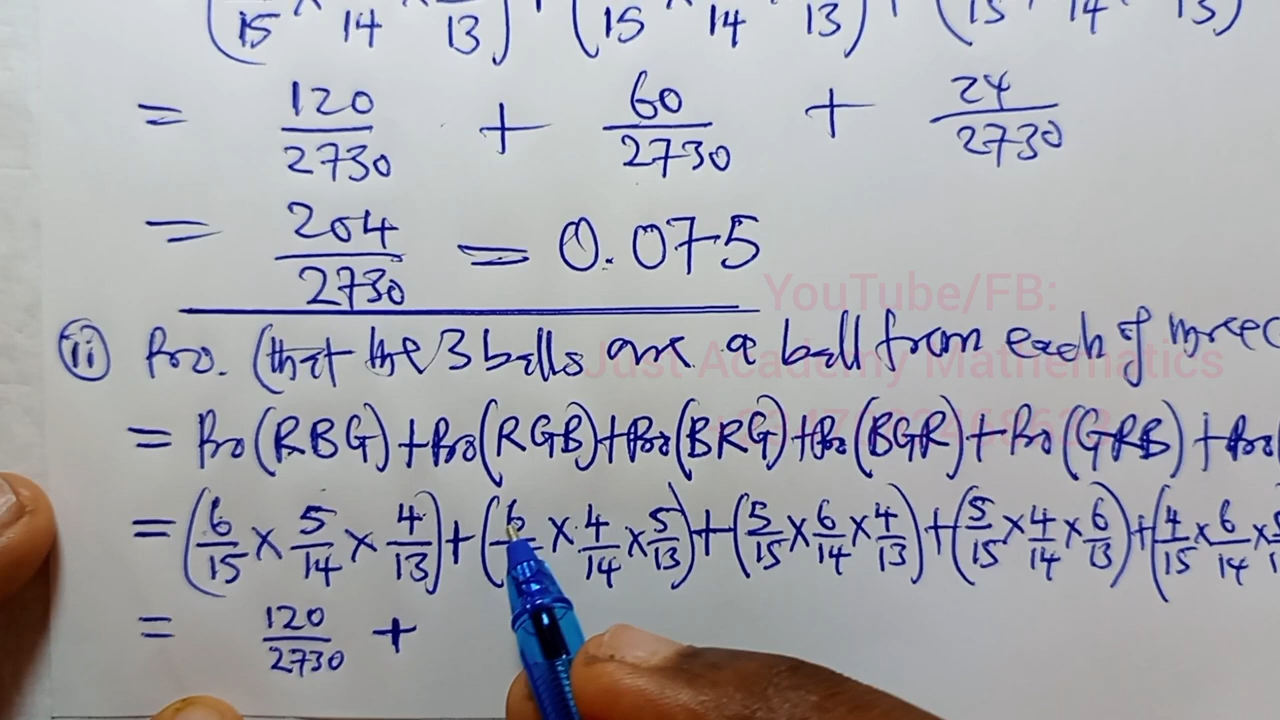 (/15 × /14 × /13) + (/15 × /14 × /13) + (/15 × /14 × /13)
= 120/2730 + 60/2730 + 24/2730
= 204/2730 = 0.075
YouTube/FB:
(ii) Pro. (that the 3 balls are a ball from each of three
Just Academy Mathematics
= Pro(RBG) + Pro(RGB) + Pro(BRG) + Pro(BGR) + Pro(GRB) + Pro(
= (6/15 × 5/14 × 4/13) + (6/ × 4/14 × 5/13) + (5/15 × 6/14 × 4/13) + (5/15 × 4/14 × 6/13) + (4/15 × 6/14 ×
= 120/2730 +